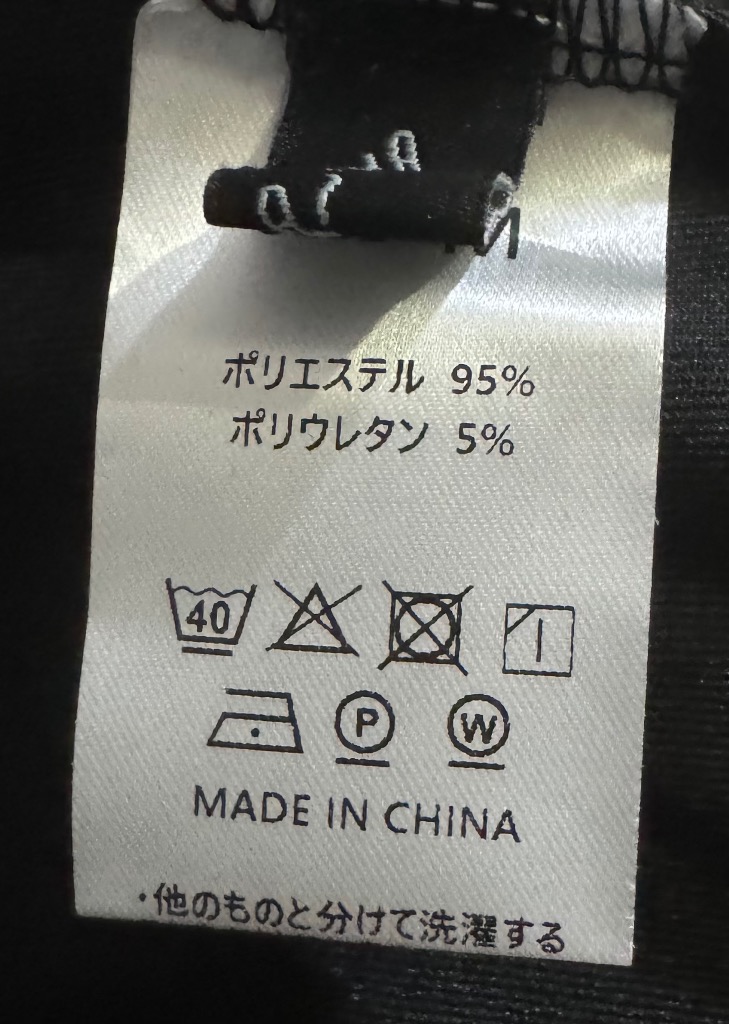 ポリエステル 95%
ポリウレタン 5%
40
P
W
MADE IN CHINA
・他のものと分けて洗濯する